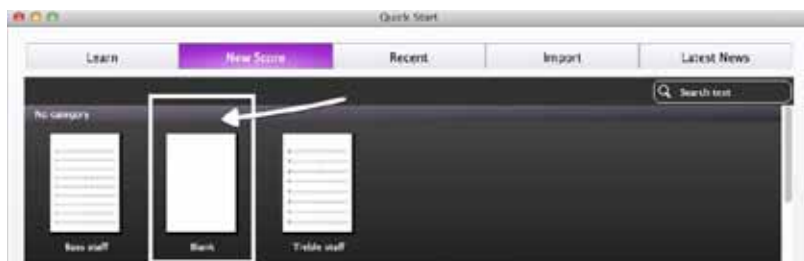 Quick Start
Learn New Score Recent Import Latest News
Search text
No category
Bass staff Blank Treble staff